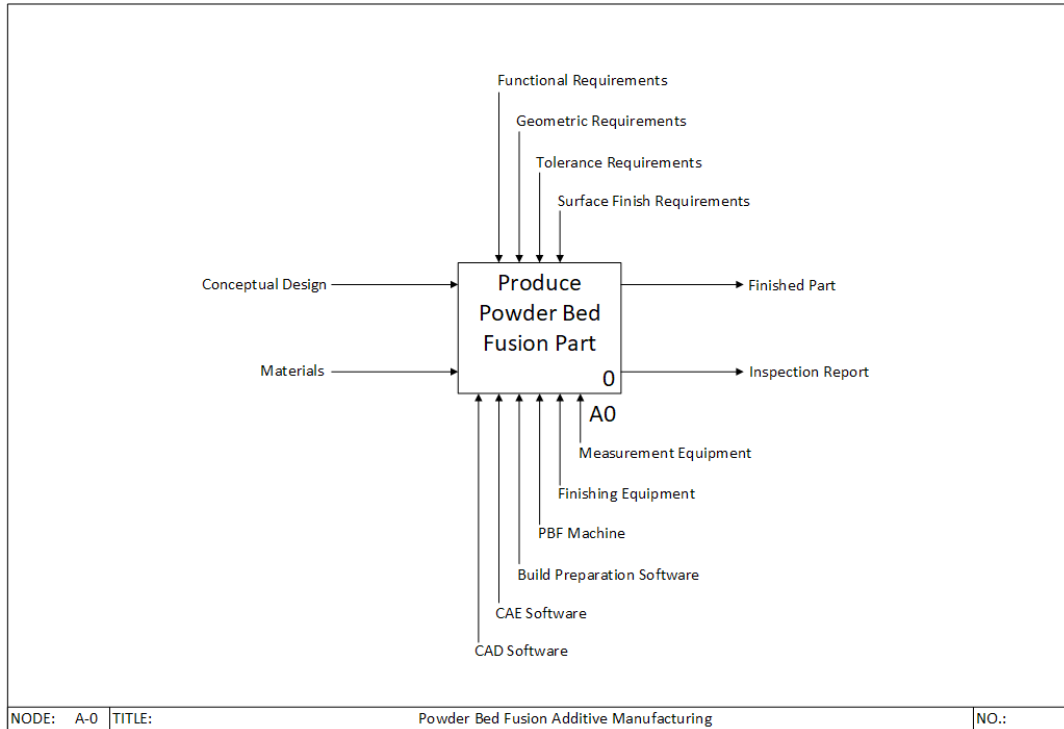 Functional Requirements
Geometric Requirements
Tolerance Requirements
Surface Finish Requirements
Conceptual Design
Produce
Powder Bed
Fusion Part
Finished Part
Materials
0
Inspection Report
A0
Measurement Equipment
Finishing Equipment
PBF Machine
Build Preparation Software
CAE Software
CAD Software
NODE: A-0 TITLE: Powder Bed Fusion Additive Manufacturing NO.: